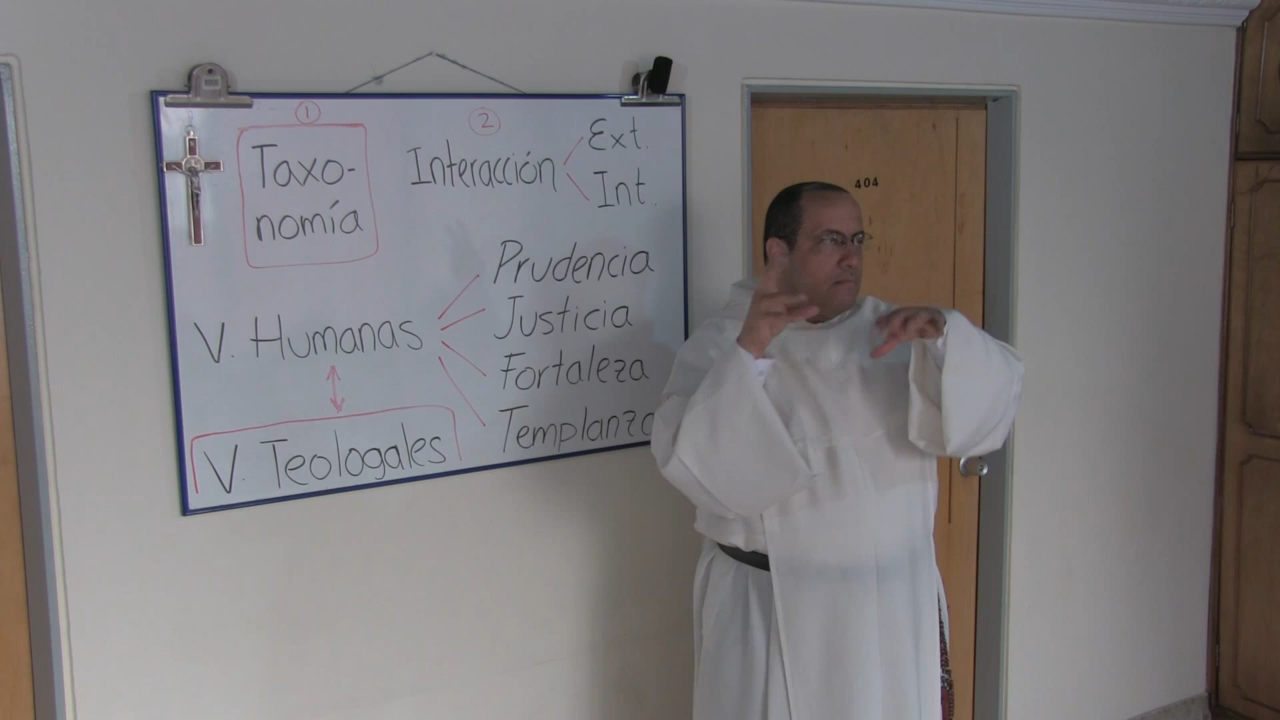 ①
Taxo-
nomía
②
Interacción
Ext.
Int.
V. Humanas
Prudencia
Justicia
Fortaleza
Templanza
V. Teologales
404